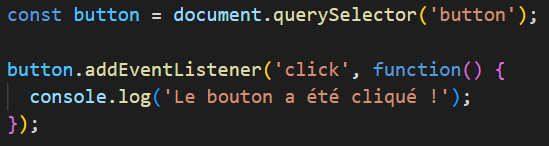 const button = document.querySelector('button');
button.addEventListener('click', function() {
console.log('Le bouton a été cliqué !');
});